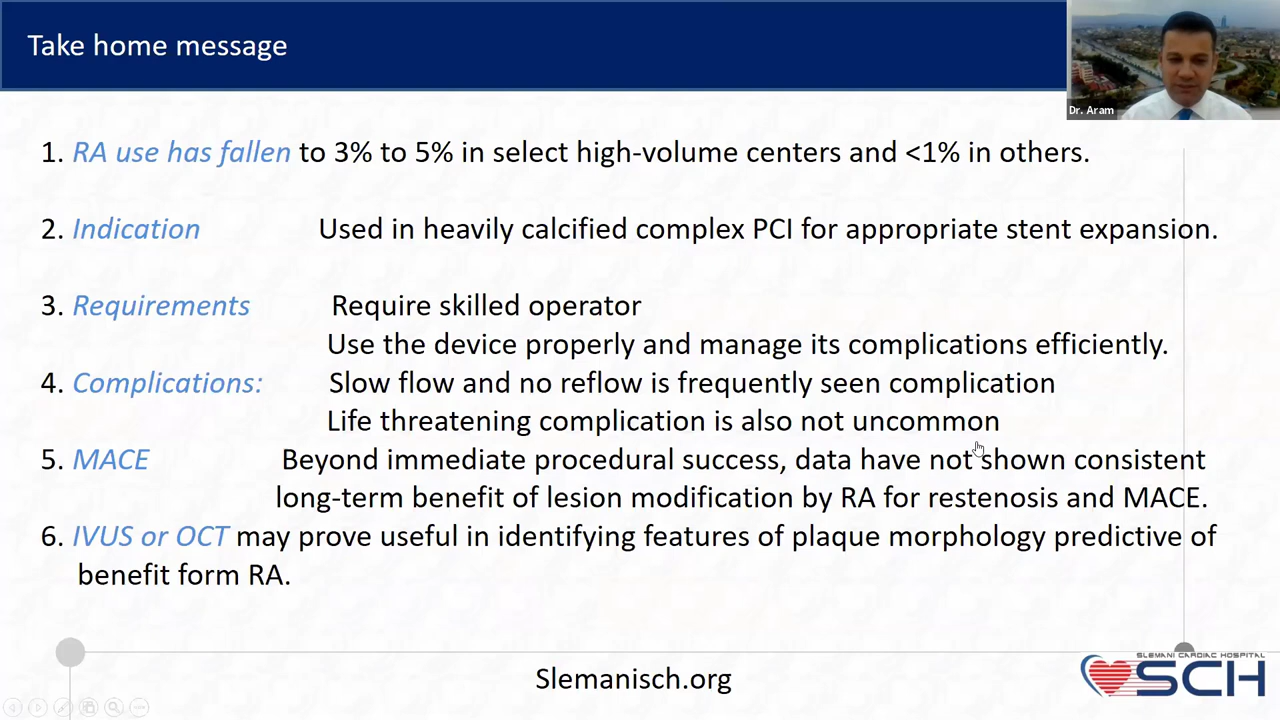 Take home message
Dr. Aram
1. RA use has fallen to 3% to 5% in select high-volume centers and <1% in others.
2. Indication Used in heavily calcified complex PCI for appropriate stent expansion.
3. Requirements Require skilled operator
Use the device properly and manage its complications efficiently.
4. Complications: Slow flow and no reflow is frequently seen complication
Life threatening complication is also not uncommon
5. MACE Beyond immediate procedural success, data have not shown consistent
long-term benefit of lesion modification by RA for restenosis and MACE.
6. IVUS or OCT may prove useful in identifying features of plaque morphology predictive of
benefit form RA.
Slemanisch.org
SLEMANI CARDIAC HOSPITAL
SCH